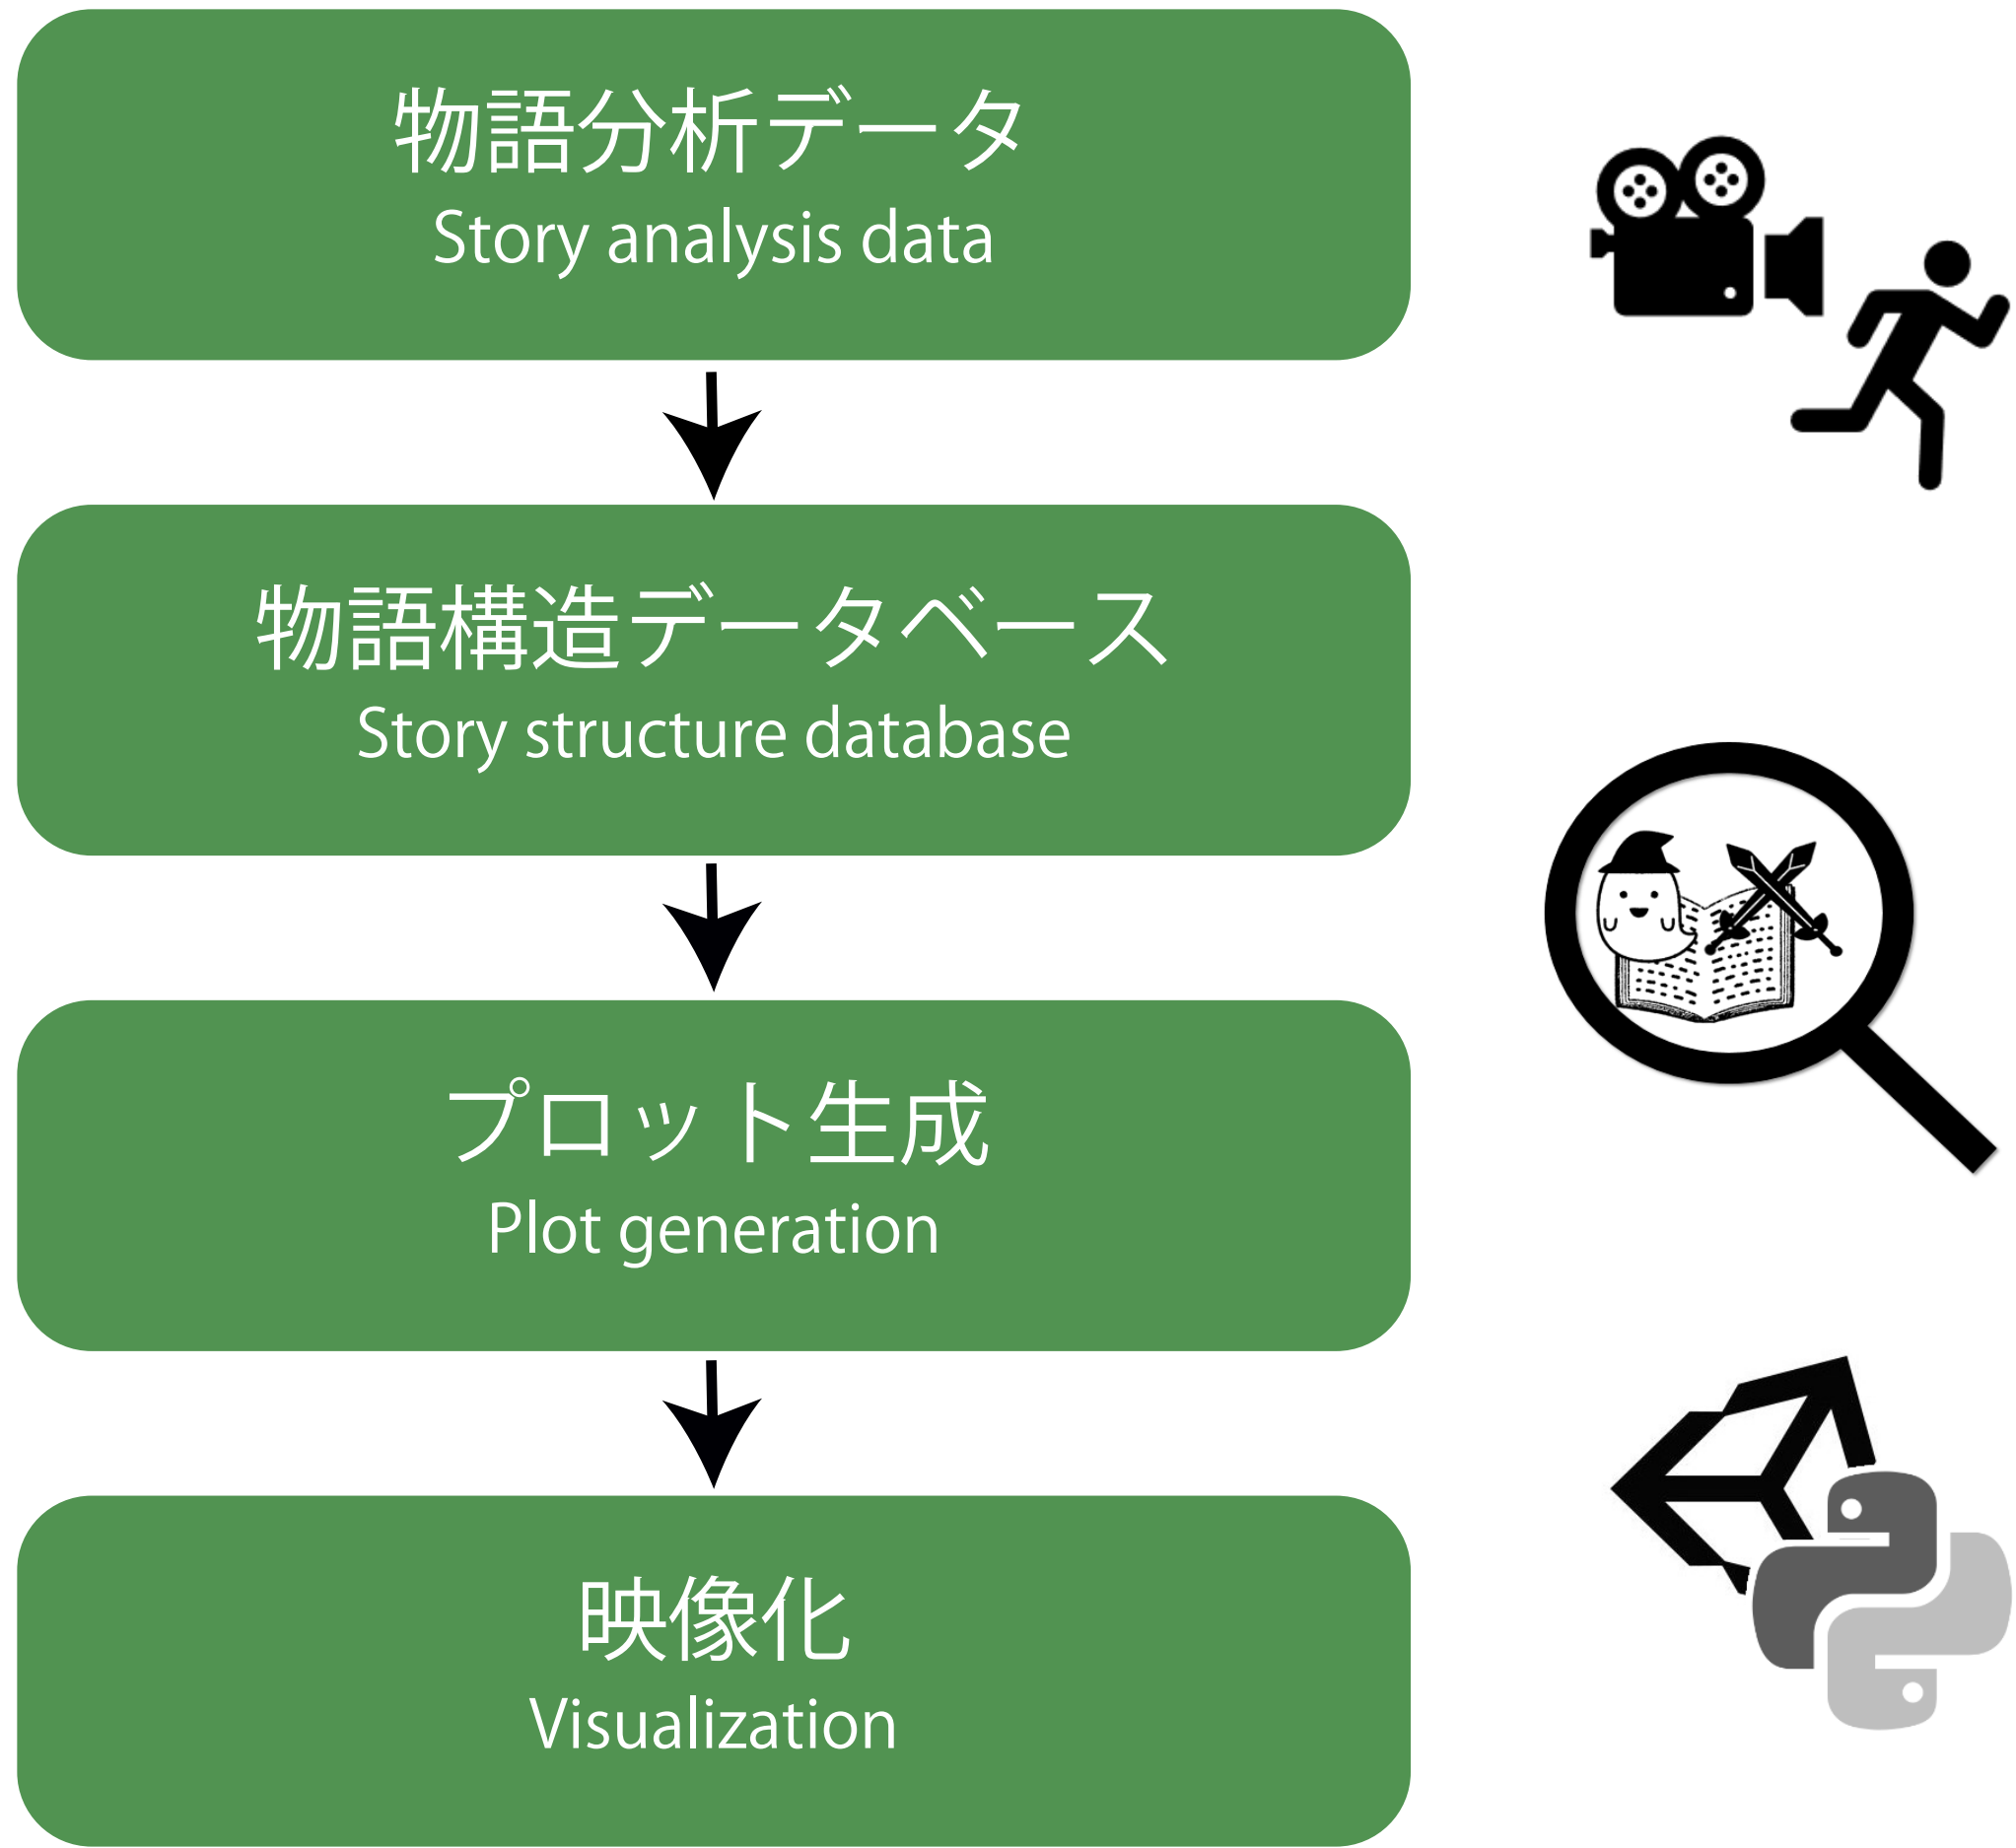 物語分析データ
Story analysis data
物語構造データベース
Story structure database
プロット生成
Plot generation
映像化
Visualization